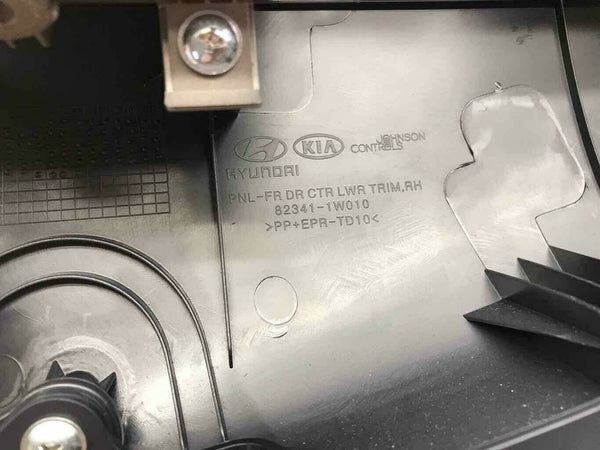 KIA
JOHNSON
CONTROLS
HYUNDAI
PNL-FR DR CTR LWR TRIM,RH
82341-1W010
>PP+EPR-TD10<